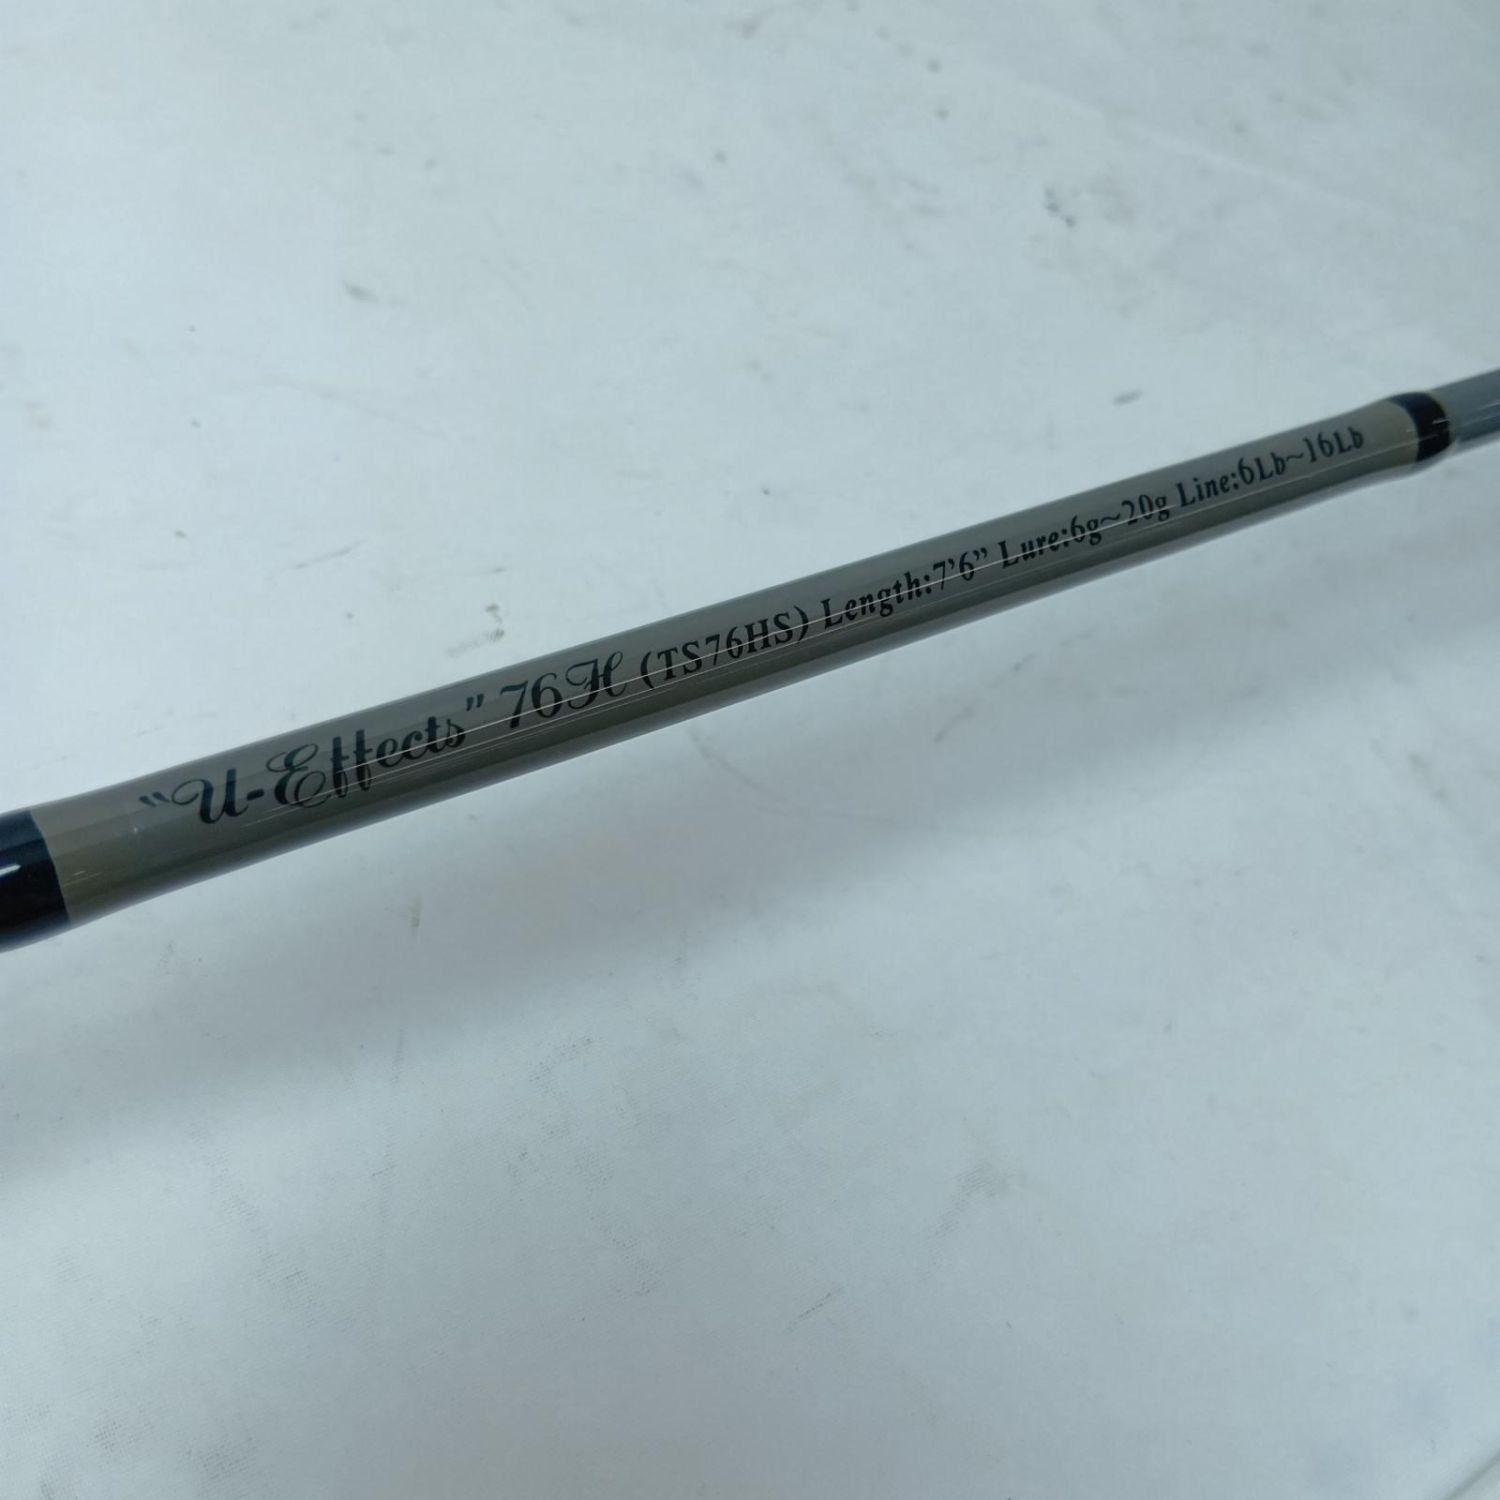 "U-Effects" 76H (TS76HS) Length:7'6" Lure:6g~20g Line:6Lb~16Lb